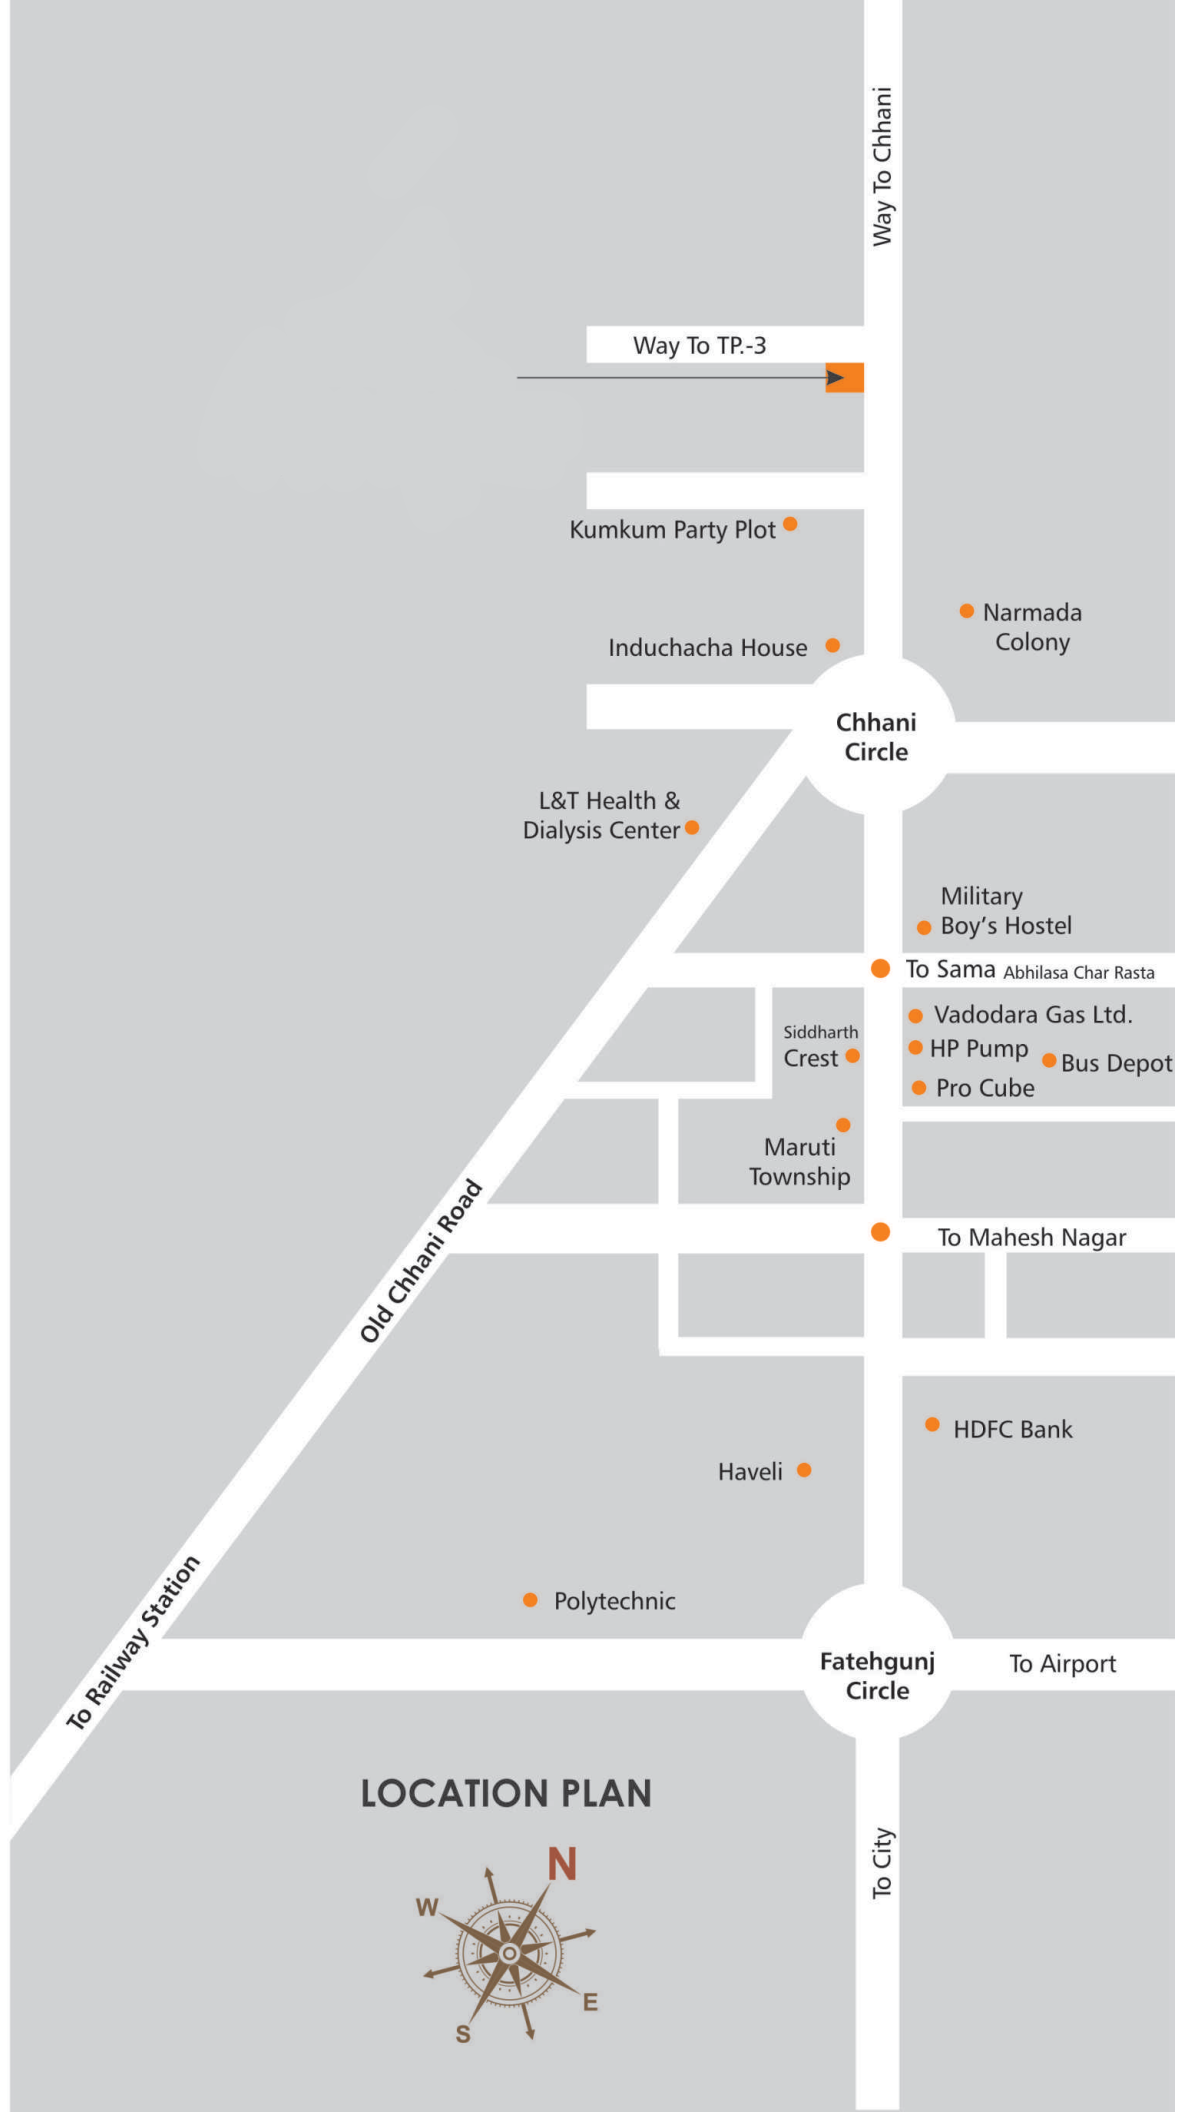 Way To Chhani
Way To TP.-3
Kumkum Party Plot
Narmada
Colony
Induchacha House
Chhani
Circle
L&T Health &
Dialysis Center
Military
Boy's Hostel
To Sama Abhilasa Char Rasta
Vadodara Gas Ltd.
Siddharth
Crest
HP Pump
Bus Depot
Pro Cube
Maruti
Township
Old Chhani Road
To Mahesh Nagar
HDFC Bank
Haveli
To Railway Station
Polytechnic
Fatehgunj
Circle
To Airport
LOCATION PLAN
To City
N
W
E
S